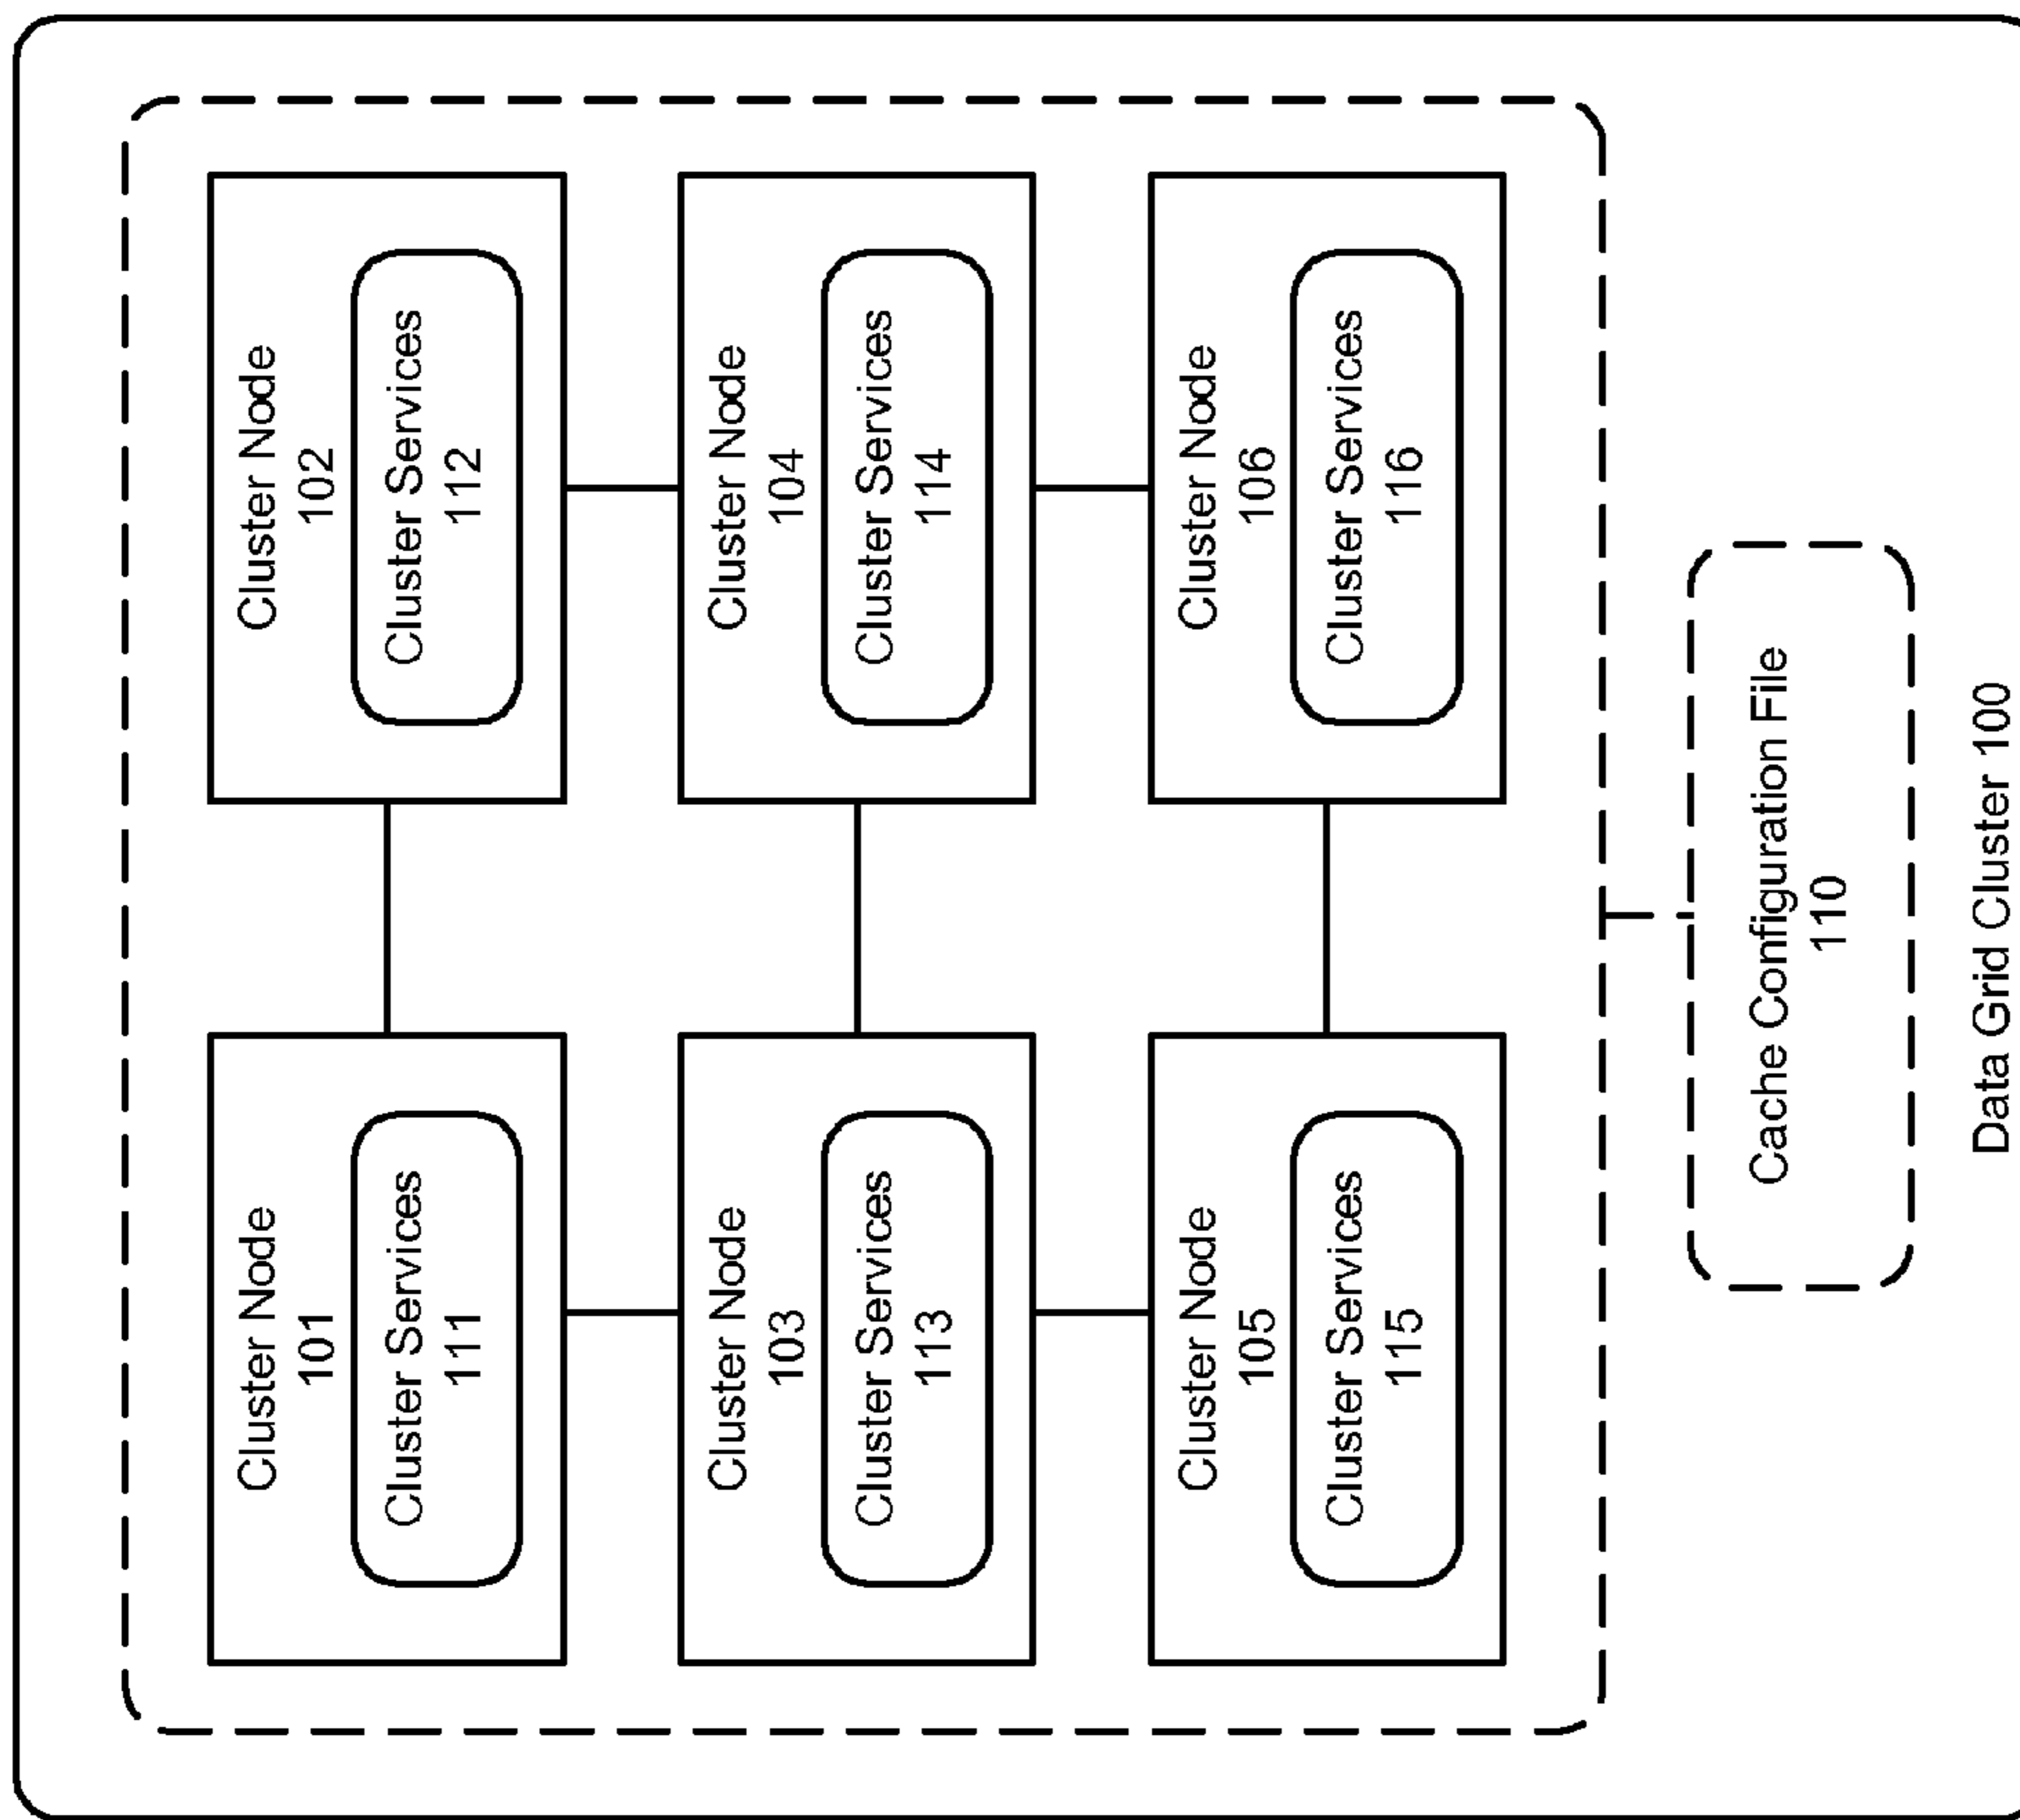 Cluster Node
101
Cluster Services
111
Cluster Node
102
Cluster Services
112
Cluster Node
103
Cluster Services
113
Cluster Node
104
Cluster Services
114
Cluster Node
105
Cluster Services
115
Cluster Node
106
Cluster Services
116
Cache Configuration File
110
Data Grid Cluster 100